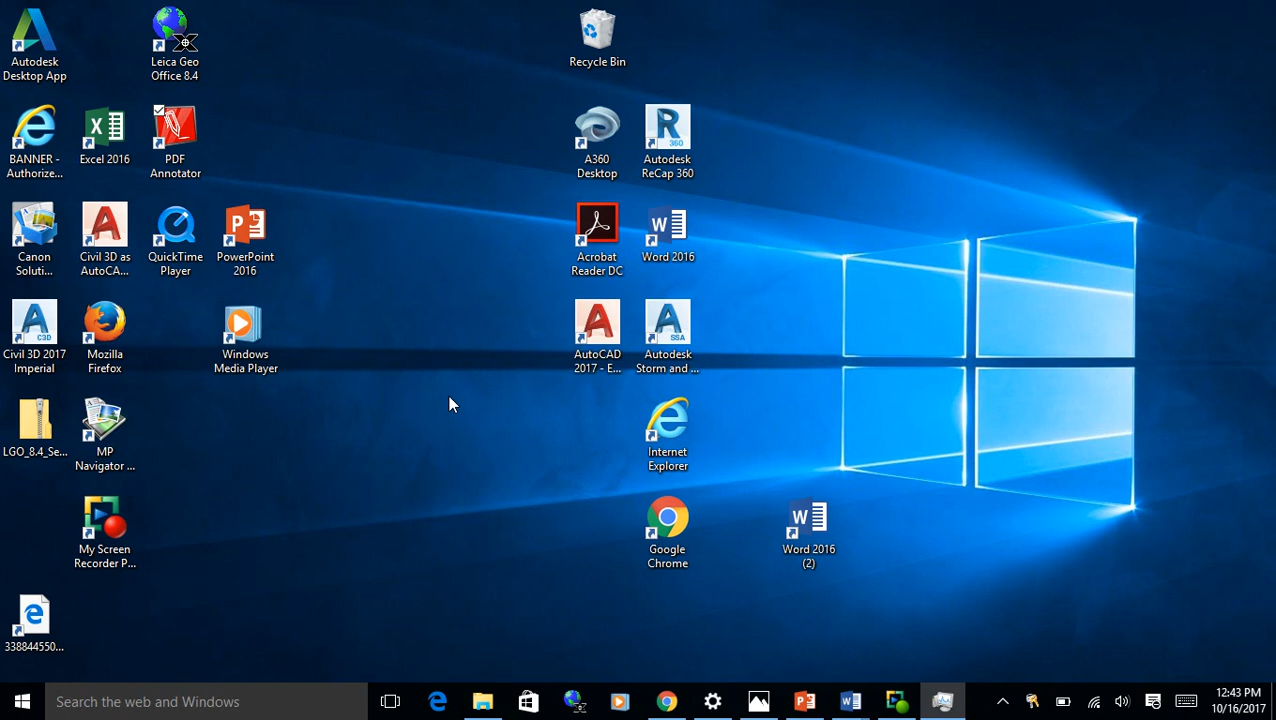 Autodesk
Desktop App
Leica Geo
Office 8.4
Recycle Bin
BANNER -
Authorize...
Excel 2016
PDF
Annotator
A360
Desktop
R
360
Autodesk
ReCap 360
Canon
Soluti...
Civil 3D as
AutoCA...
QuickTime
Player
PowerPoint
2016
Acrobat
Reader DC
Word 2016
C3D
Civil 3D 2017
Imperial
Mozilla
Firefox
Windows
Media Player
AutoCAD
2017 - E...
SSA
Autodesk
Storm and ...
LGO_8.4_Se...
MP
Navigator ...
Internet
Explorer
My Screen
Recorder P...
Google
Chrome
Word 2016
(2)
338844550...
Search the web and Windows
12:43 PM
10/16/2017